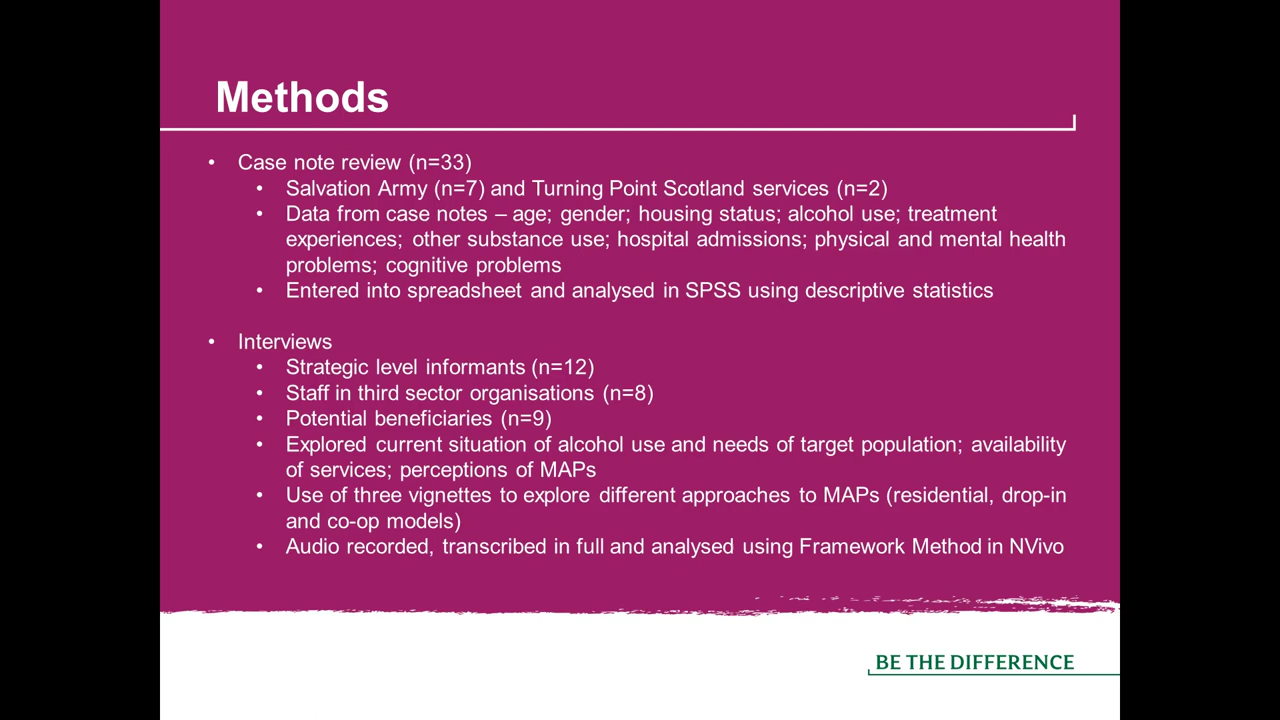 Methods
• Case note review (n=33)
• Salvation Army (n=7) and Turning Point Scotland services (n=2)
• Data from case notes – age; gender; housing status; alcohol use; treatment
experiences; other substance use; hospital admissions; physical and mental health
problems; cognitive problems
• Entered into spreadsheet and analysed in SPSS using descriptive statistics
• Interviews
• Strategic level informants (n=12)
• Staff in third sector organisations (n=8)
• Potential beneficiaries (n=9)
• Explored current situation of alcohol use and needs of target population; availability
of services; perceptions of MAPs
• Use of three vignettes to explore different approaches to MAPs (residential, drop-in
and co-op models)
• Audio recorded, transcribed in full and analysed using Framework Method in NVivo
BE THE DIFFERENCE